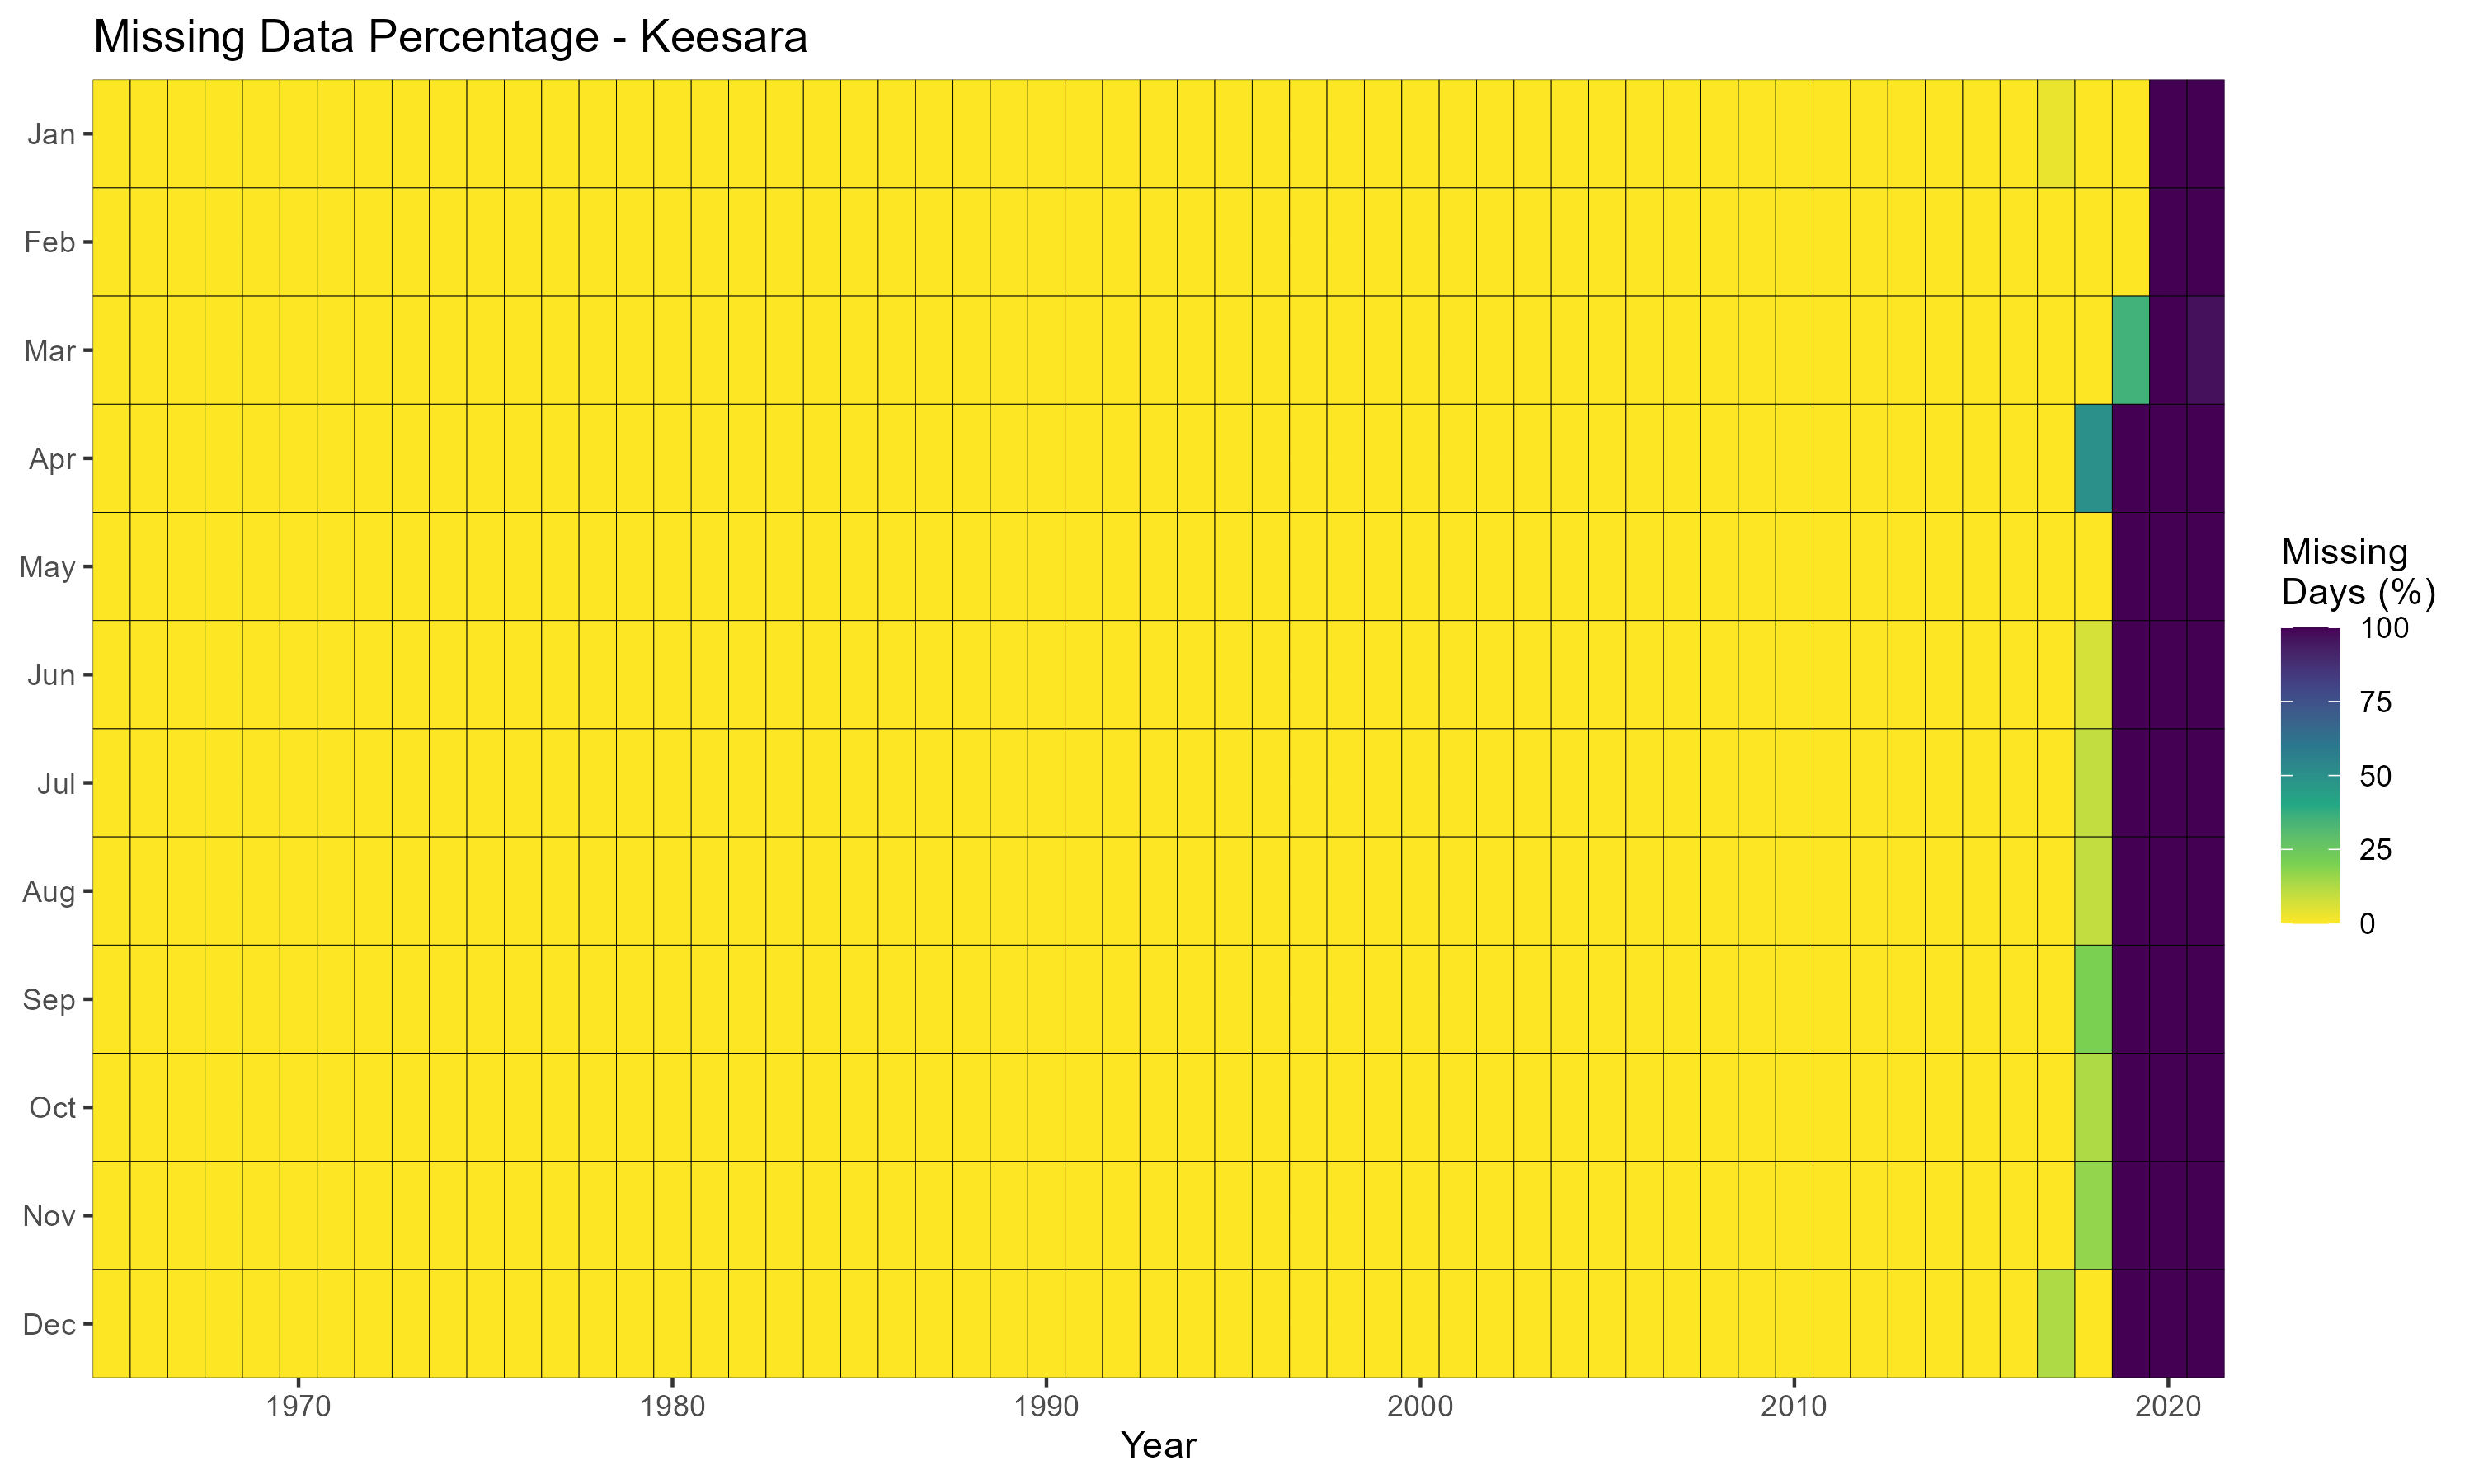 Missing Data Percentage - Keesara
Jan
Feb
Mar
Apr
May
Jun
Jul
Aug
Sep
Oct
Nov
Dec
1970 1980 1990 2000 2010 2020
Year
Missing
Days (%)
100
75
50
25
0